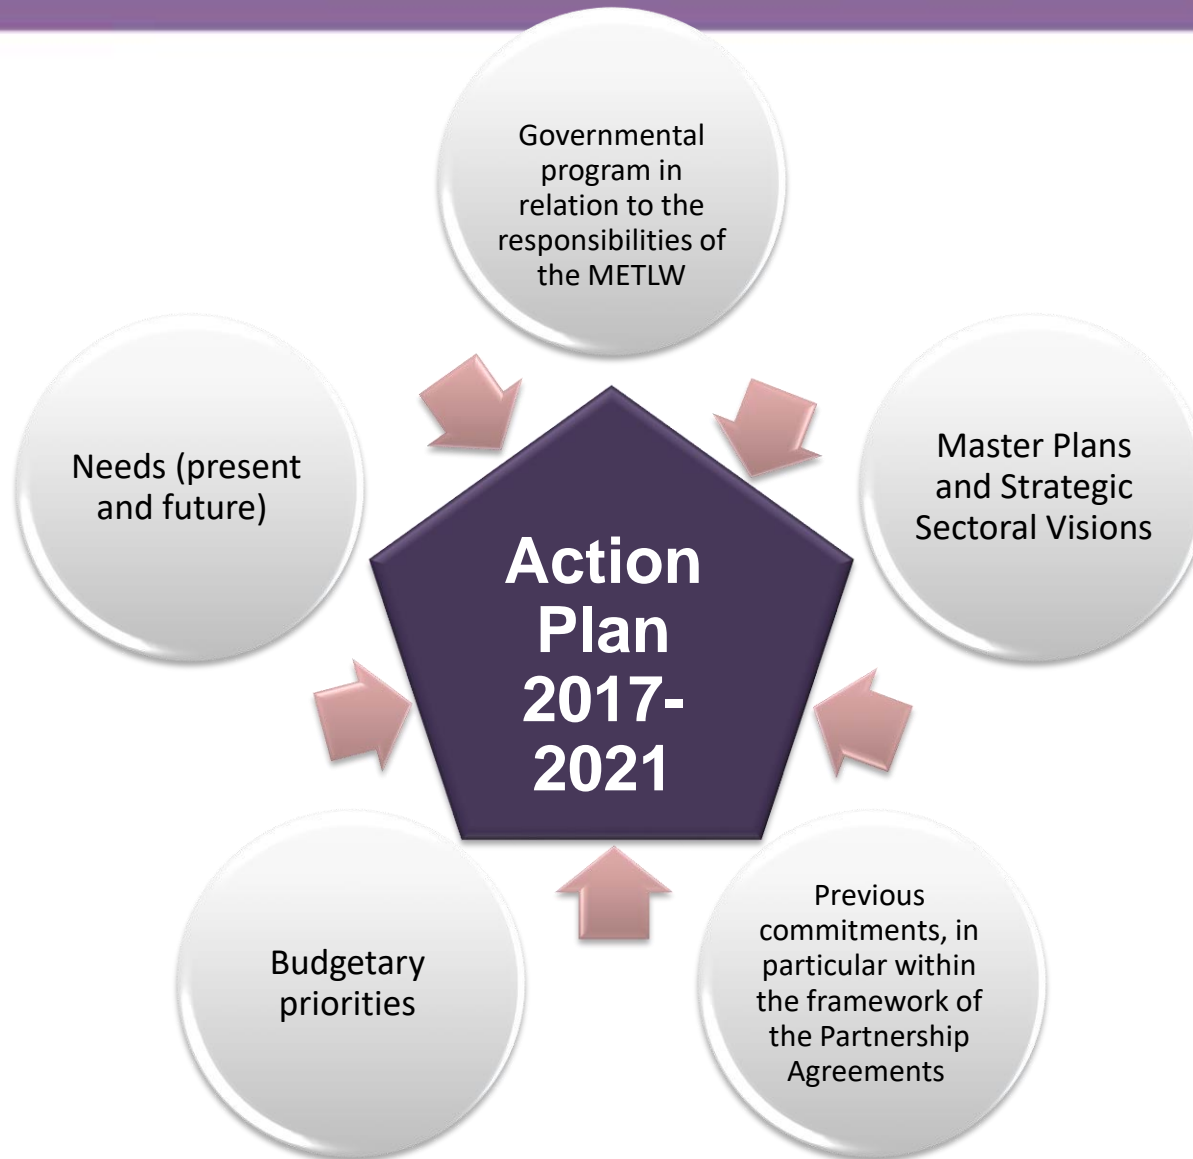 Governmental
program in
relation to the
responsibilities of
the METLW
Needs (present
and future)
Master Plans
and Strategic
Sectoral Visions
Action
Plan
2017-
2021
Budgetary
priorities
Previous
commitments, in
particular within
the framework of
the Partnership
Agreements